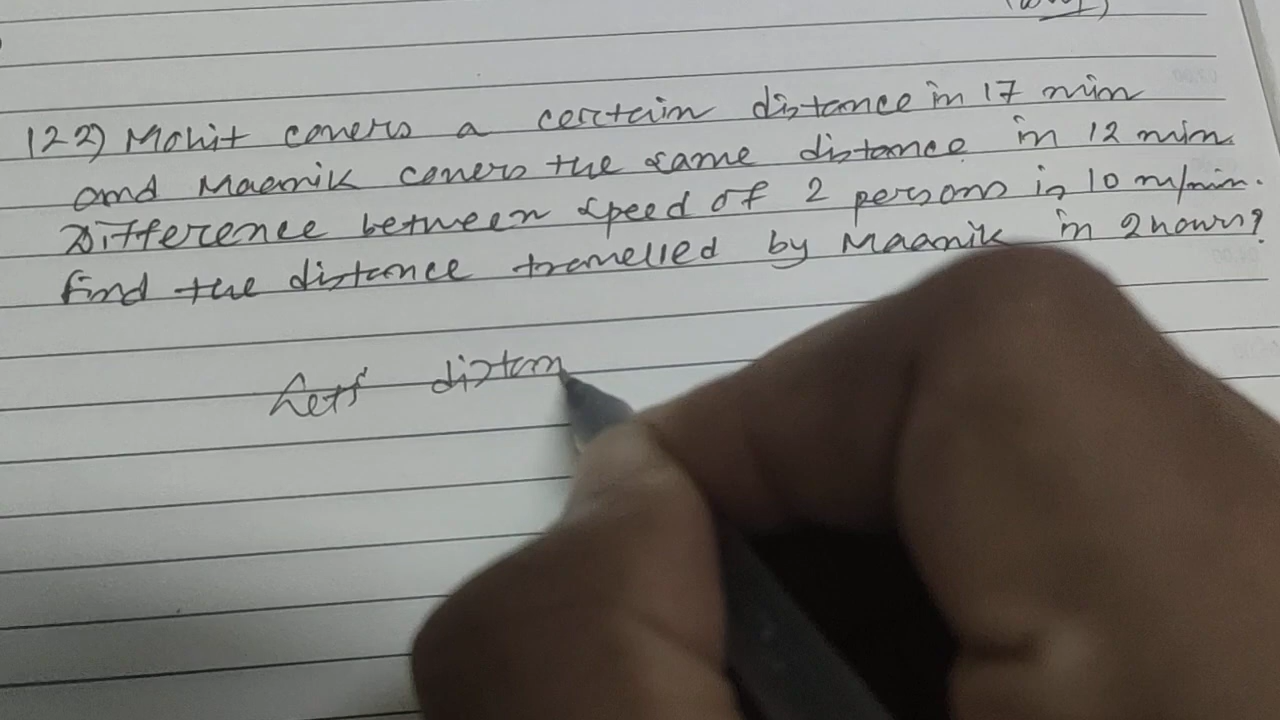 122) Mohit covers a certain distance in 17 min
and Maanik covers the same distance in 12 min.
Difference between speed of 2 persons is 10 m/min.
find the distance travelled by Maanik in 2 hours?
Lets distan